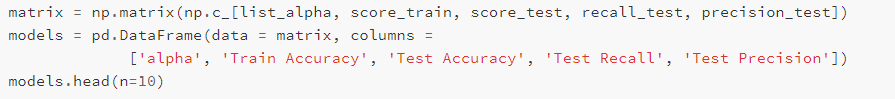 matrix = np.matrix(np.c_[list_alpha, score_train, score_test, recall_test, precision_test])
models = pd.DataFrame(data = matrix, columns =
['alpha', 'Train Accuracy', 'Test Accuracy', 'Test Recall', 'Test Precision'])
models.head(n=10)